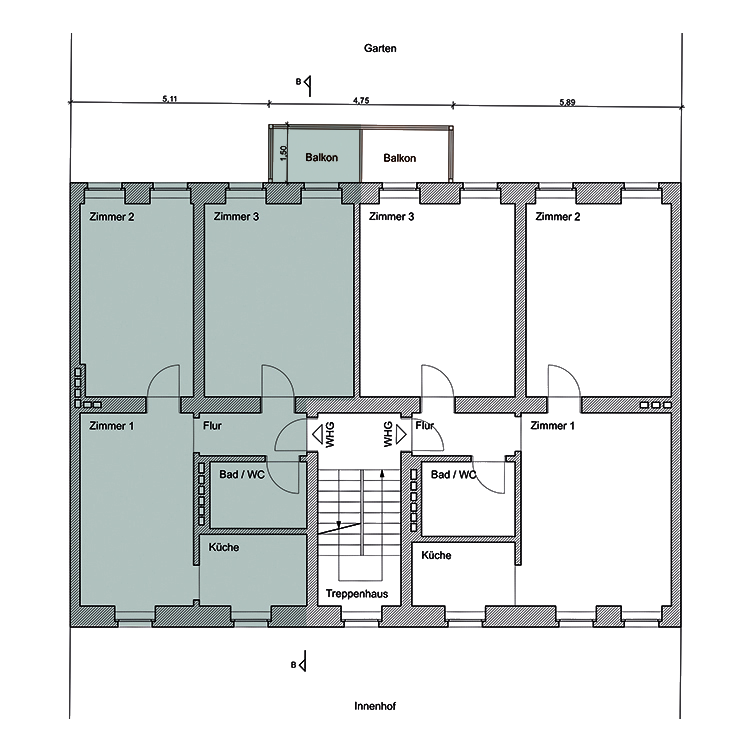 Garten
B
5,11
4,75
5,89
1,50
Balkon
Balkon
Zimmer 2
Zimmer 3
Zimmer 3
Zimmer 2
Zimmer 1
Flur
WHG
WHG
Flur
Zimmer 1
Bad / WC
Bad / WC
Küche
Küche
Treppenhaus
B
Innenhof